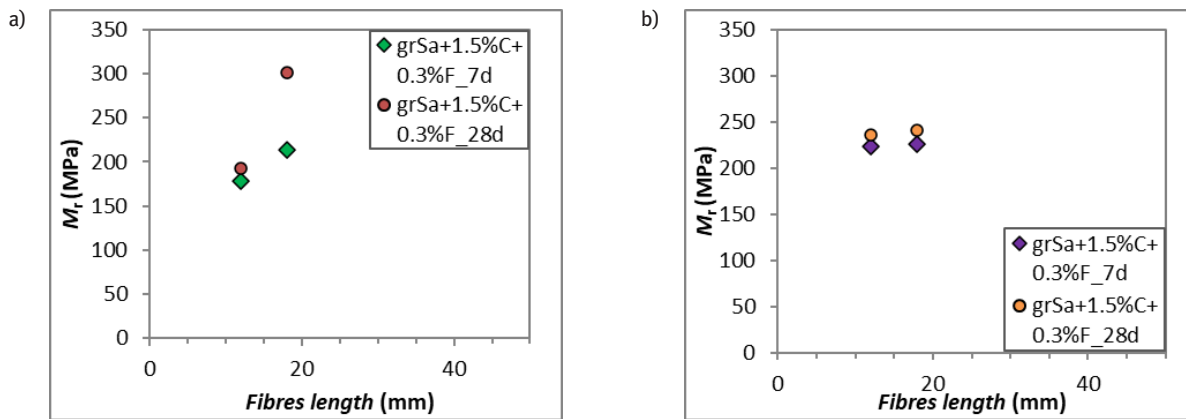 a)
350
300
250
200
150
100
50
0
M_r (MPa)
grSa+1.5%C+
0.3%F_7d
grSa+1.5%C+
0.3%F_28d
0 20 40
Fibres length (mm)
b)
350
300
250
200
150
100
50
0
M_r (MPa)
grSa+1.5%C+
0.3%F_7d
grSa+1.5%C+
0.3%F_28d
0 20 40
Fibres length (mm)